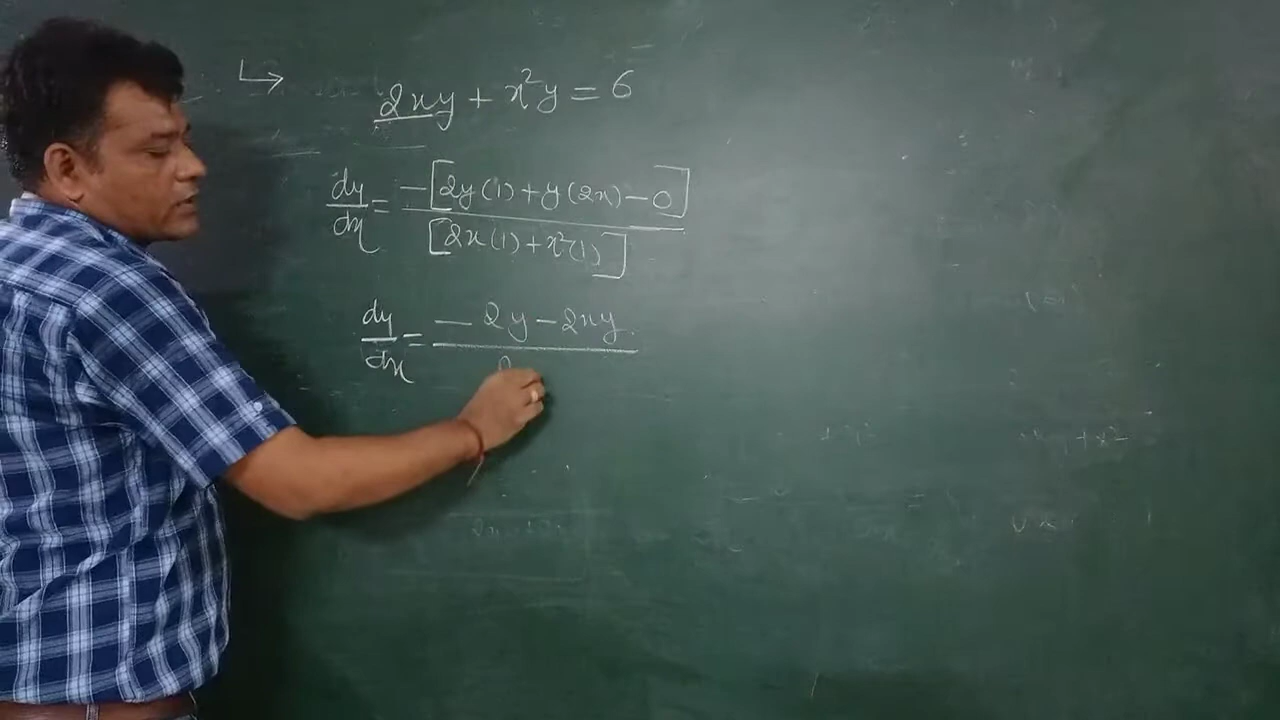 ↳ 2xy + x²y = 6
dy/dx = -[2y(1) + y(2x) - 0] / [2x(1) + x²(1)]
dy/dx = - 2y - 2xy /